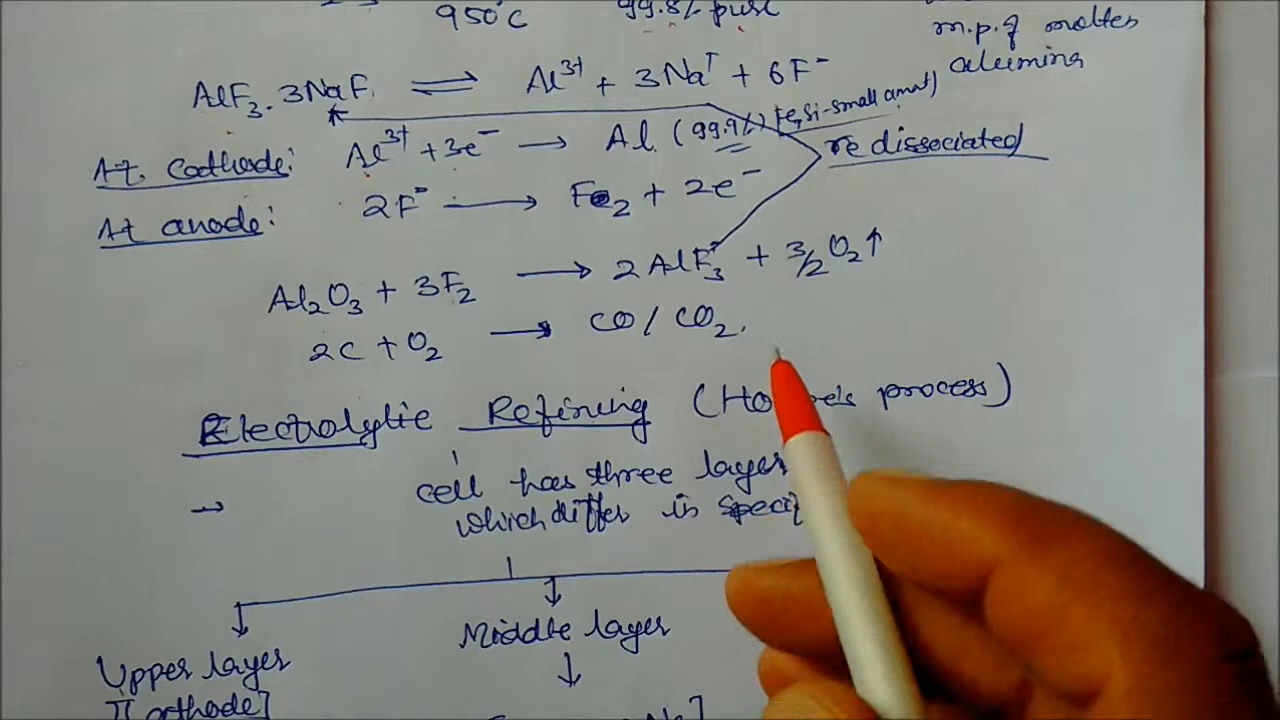 950°C 99.8% pure
m.p. of molten
alumina
AlF₃.3NaF ⇌ Al³⁺ + 3Na⁺ + 6F⁻
At cathode: Al³⁺ + 3e⁻ → Al (99.9%) Fe, Si-small amnt)
re dissociated
At anode: 2F⁻ → F₂ + 2e⁻
Al₂O₃ + 3F₂ → 2AlF₃ + 3/2 O₂↑
2C + O₂ → CO / CO₂.
Electrolytic Refining ( process)
→ cell has three layer
which differ in
Upper layer Middle layer